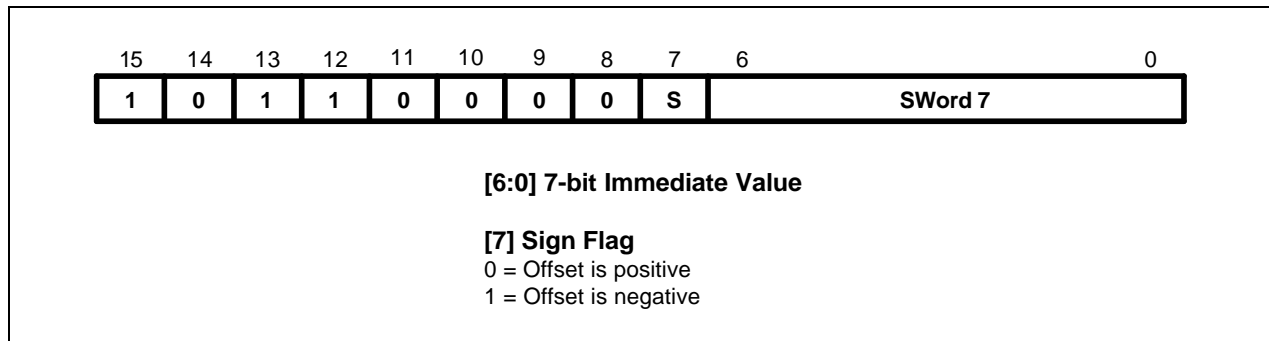 15 14 13 12 11 10 9 8 7 6 0
1 0 1 1 0 0 0 0 S SWord 7
[6:0] 7-bit Immediate Value
[7] Sign Flag
0 = Offset is positive
1 = Offset is negative